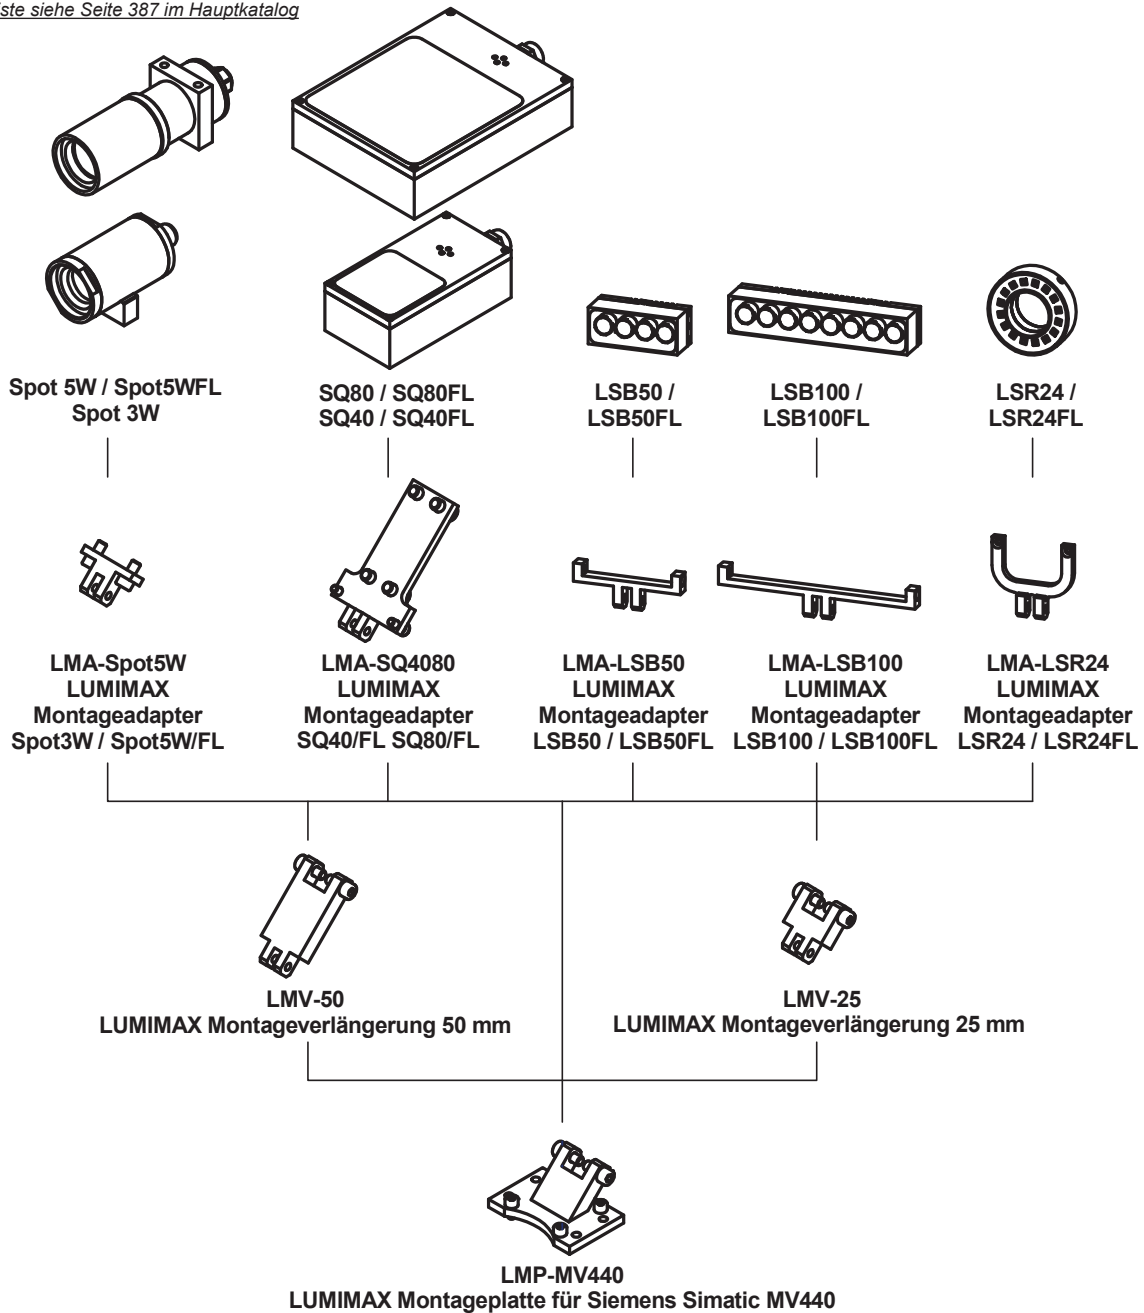 siehe Seite 387 im Hauptkatalog
Spot 5W / Spot5WFL
Spot 3W
SQ80 / SQ80FL
SQ40 / SQ40FL
LSB50 /
LSB50FL
LSB100 /
LSB100FL
LSR24 /
LSR24FL
LMA-Spot5W
LUMIMAX
Montageadapter
Spot3W / Spot5W/FL
LMA-SQ4080
LUMIMAX
Montageadapter
SQ40/FL SQ80/FL
LMA-LSB50
LUMIMAX
Montageadapter
LSB50 / LSB50FL
LMA-LSB100
LUMIMAX
Montageadapter
LSB100 / LSB100FL
LMA-LSR24
LUMIMAX
Montageadapter
LSR24 / LSR24FL
LMV-50
LUMIMAX Montageverlängerung 50 mm
LMV-25
LUMIMAX Montageverlängerung 25 mm
LMP-MV440
LUMIMAX Montageplatte für Siemens Simatic MV440